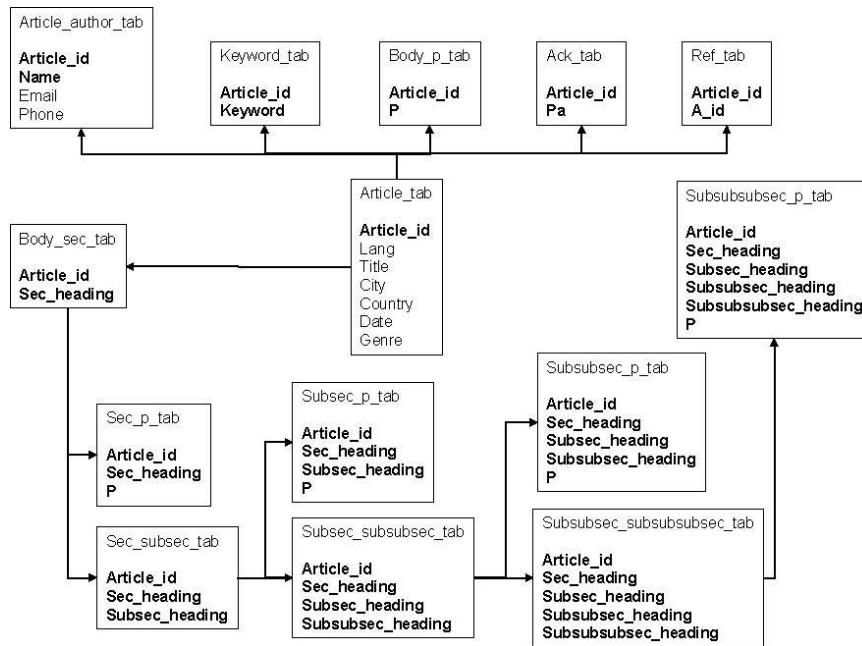 Article_author_tab
Article_id
Name
Email
Phone
Keyword_tab
Article_id
Keyword
Body_p_tab
Article_id
P
Ack_tab
Article_id
Pa
Ref_tab
Article_id
A_id
Article_tab
Article_id
Lang
Title
City
Country
Date
Genre
Subsubsubsec_p_tab
Article_id
Sec_heading
Subsec_heading
Subsubsec_heading
Subsubsubsec_heading
P
Body_sec_tab
Article_id
Sec_heading
Sec_p_tab
Article_id
Sec_heading
P
Subsec_p_tab
Article_id
Sec_heading
Subsec_heading
P
Subsubsec_p_tab
Article_id
Sec_heading
Subsec_heading
Subsubsec_heading
P
Sec_subsec_tab
Article_id
Sec_heading
Subsec_heading
Subsec_subsubsec_tab
Article_id
Sec_heading
Subsec_heading
Subsubsec_heading
Subsubsec_subsubsubsec_tab
Article_id
Sec_heading
Subsec_heading
Subsubsec_heading
Subsubsubsec_heading